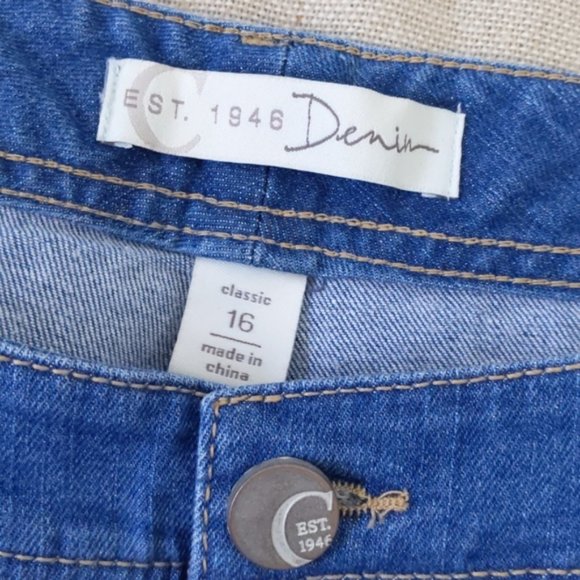 C EST. 1946 Denim
classic
16
made in
china
C EST.
1946